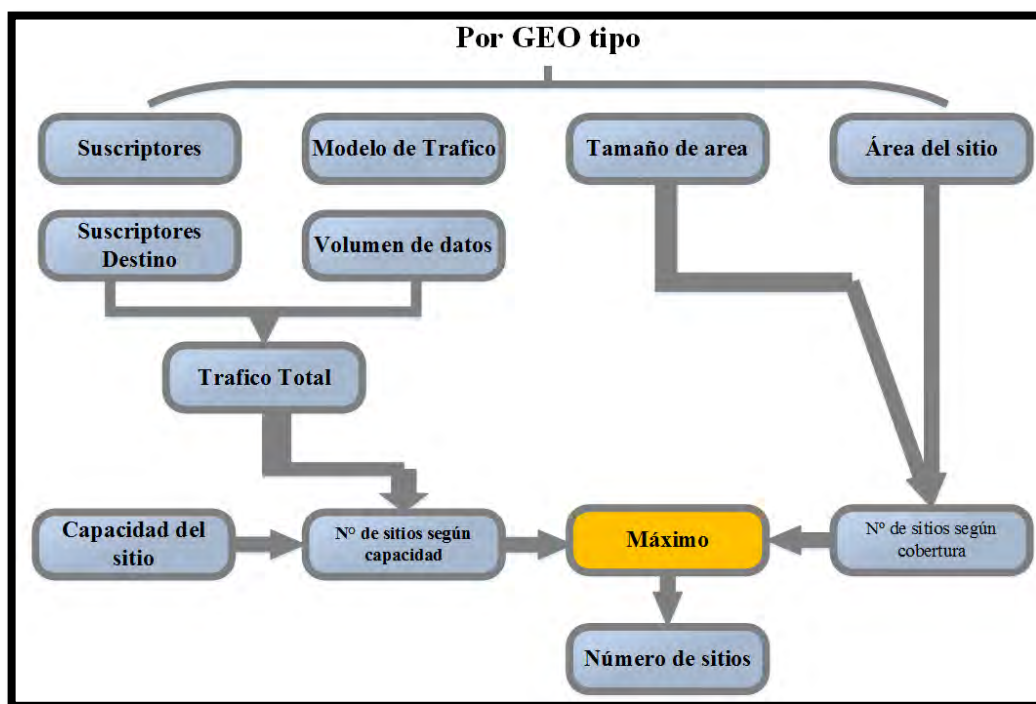 Por GEO tipo
Suscriptores
Modelo de Trafico
Tamaño de area
Área del sitio
Suscriptores
Destino
Volumen de datos
Trafico Total
Capacidad del
sitio
N° de sitios según
capacidad
Máximo
Nº de sitios según
cobertura
Número de sitios